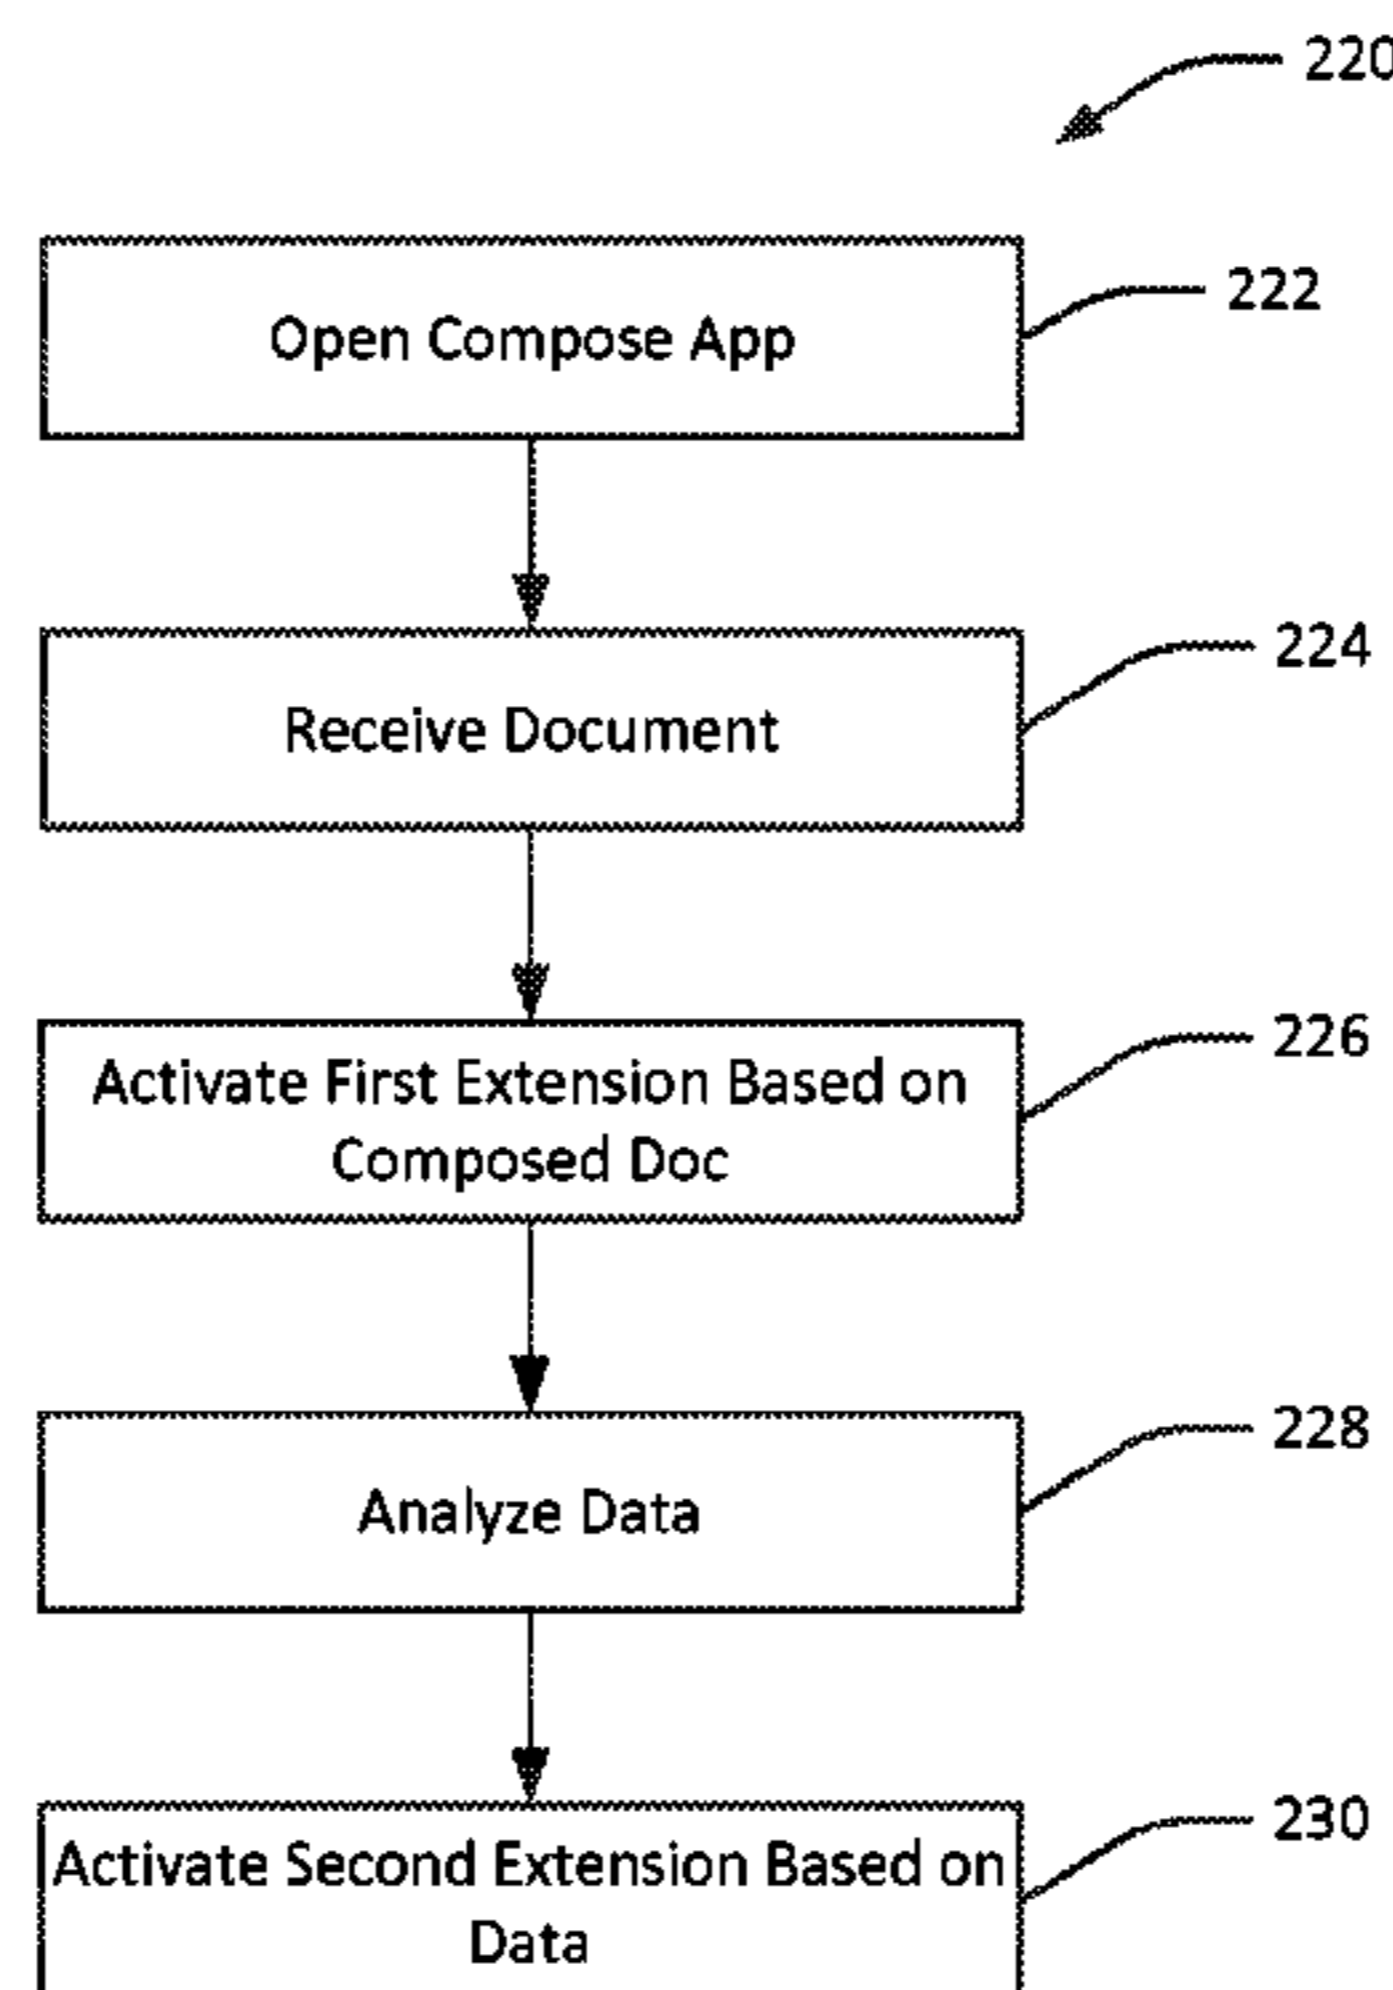 220
Open Compose App
222
Receive Document
224
Activate First Extension Based on
Composed Doc
226
Analyze Data
228
Activate Second Extension Based on
Data
230